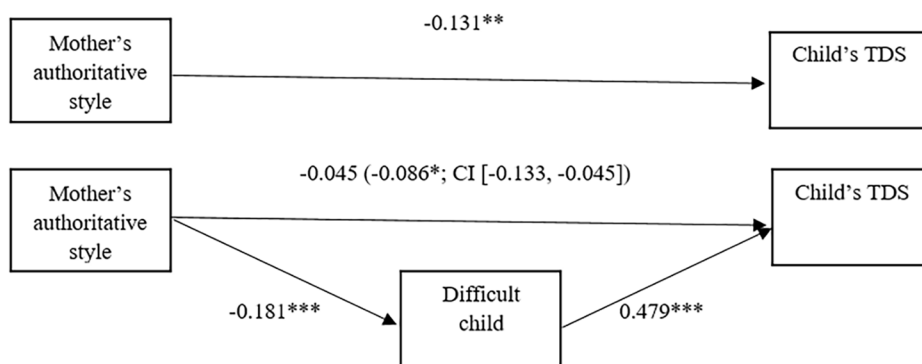 -0.131**
Mother’s
authoritative
style
Child’s TDS
-0.045 (-0.086*; CI [-0.133, -0.045])
Mother’s
authoritative
style
Child’s TDS
Difficult
child
-0.181***
0.479***